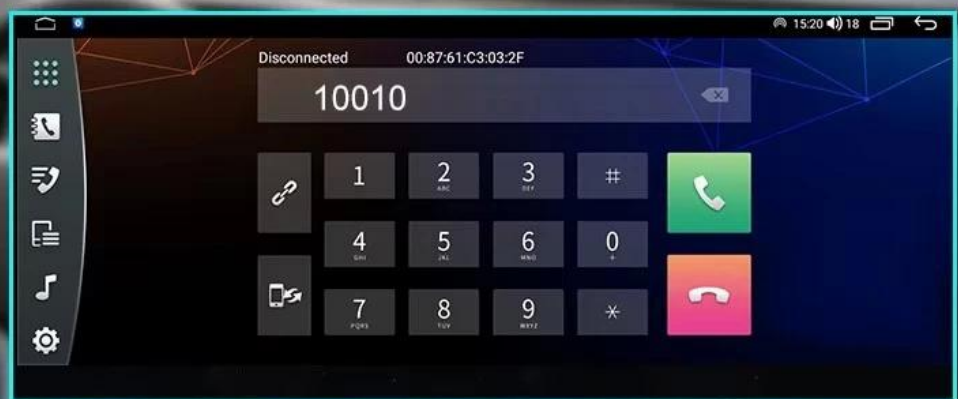 15:20 18
Disconnected 00:87:61:C3:03:2F
10010
1 2 3 #
ABC DEF
4 5 6 0
GHI JKL MNO +
7 8 9 *
PQRS TUV WXYZ